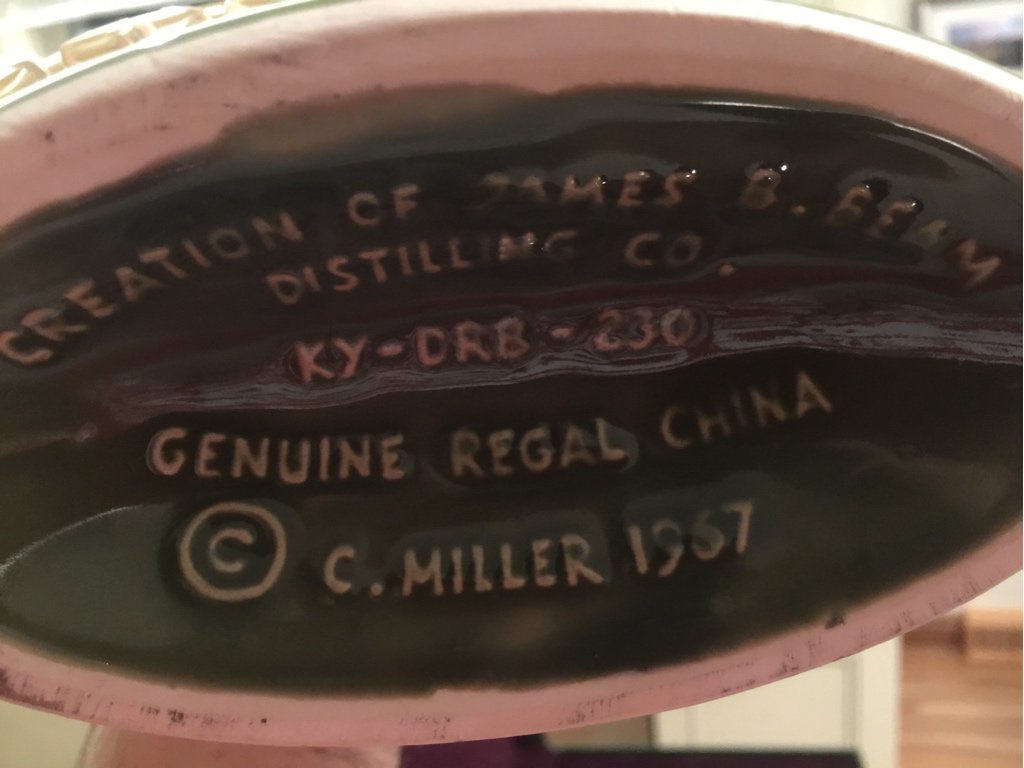 CREATION OF JAMES B. BEAM
DISTILLING CO.
KY-DRB-230
GENUINE REGAL CHINA
© C. MILLER 1967